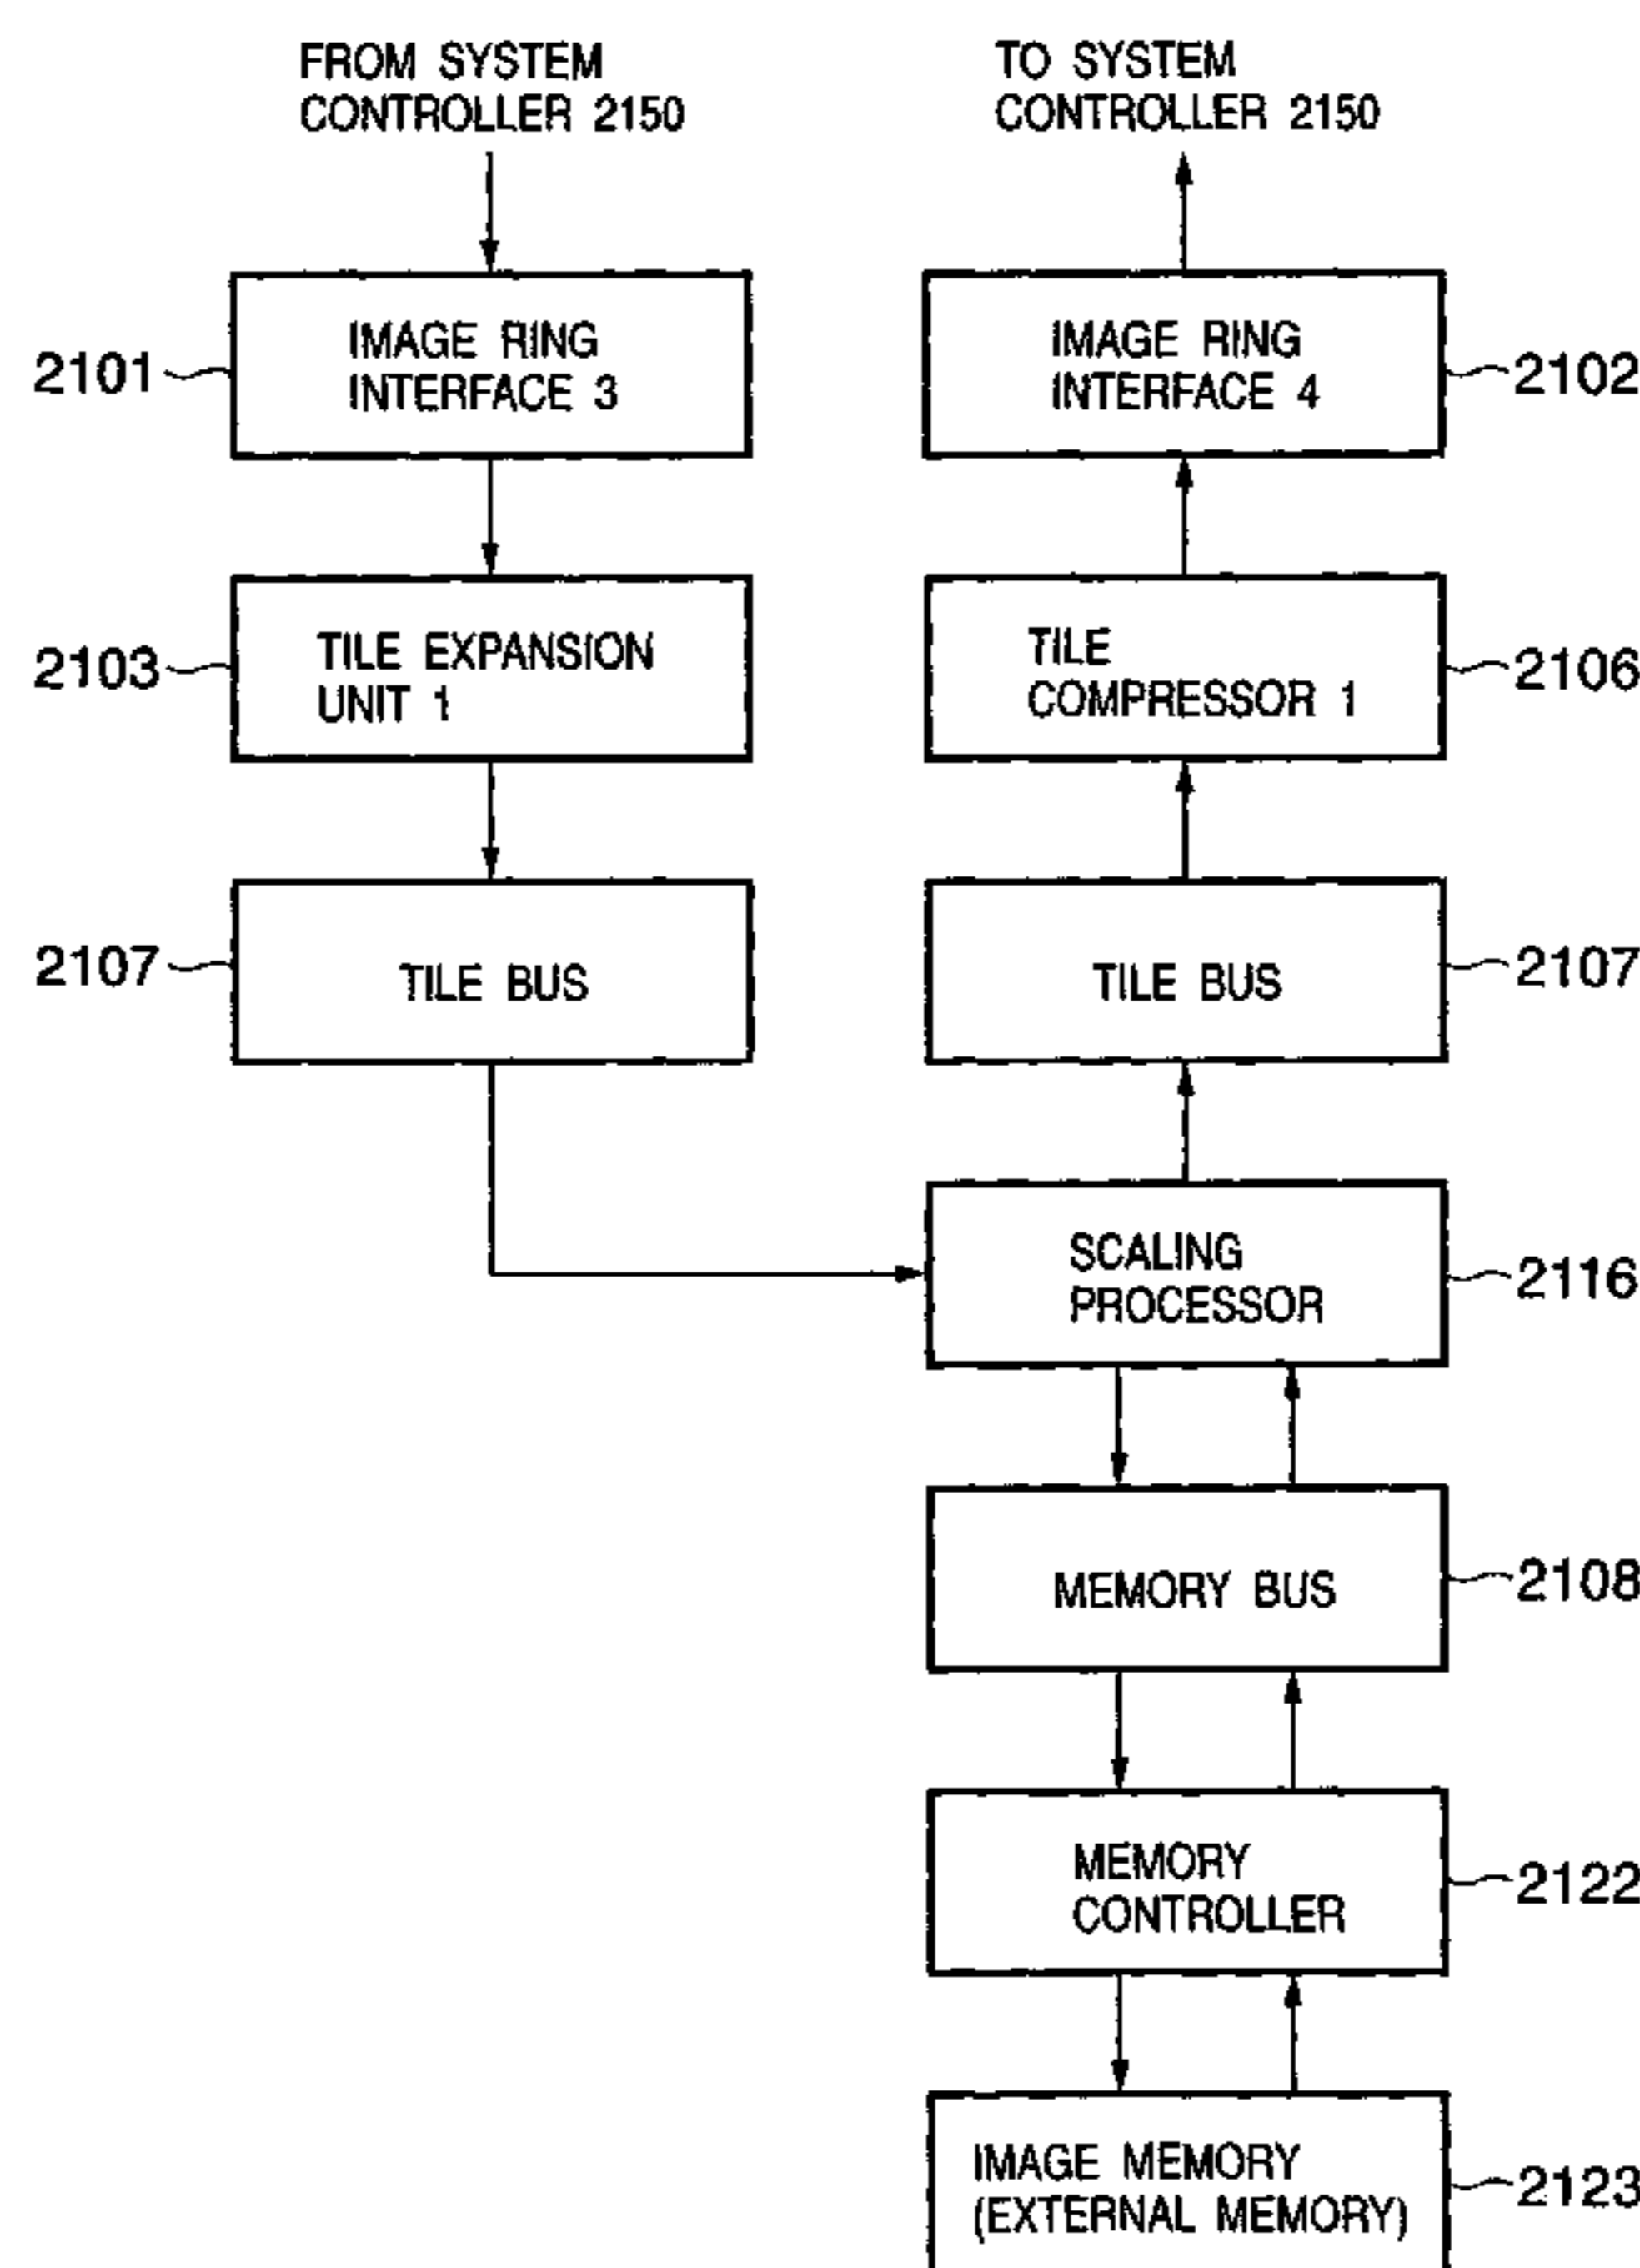 FROM SYSTEM
CONTROLLER 2150
TO SYSTEM
CONTROLLER 2150
2101
IMAGE RING
INTERFACE 3
IMAGE RING
INTERFACE 4
2102
2103
TILE EXPANSION
UNIT 1
TILE
COMPRESSOR 1
2106
2107
TILE BUS
TILE BUS
2107
SCALING
PROCESSOR
2116
MEMORY BUS
2108
MEMORY
CONTROLLER
2122
IMAGE MEMORY
(EXTERNAL MEMORY)
2123